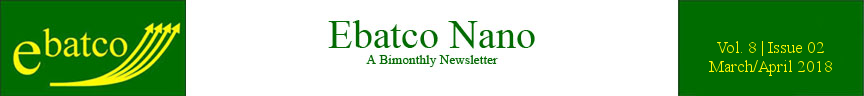 ebatco
Ebatco Nano
A Bimonthly Newsletter
Vol. 8 | Issue 02
March/April 2018